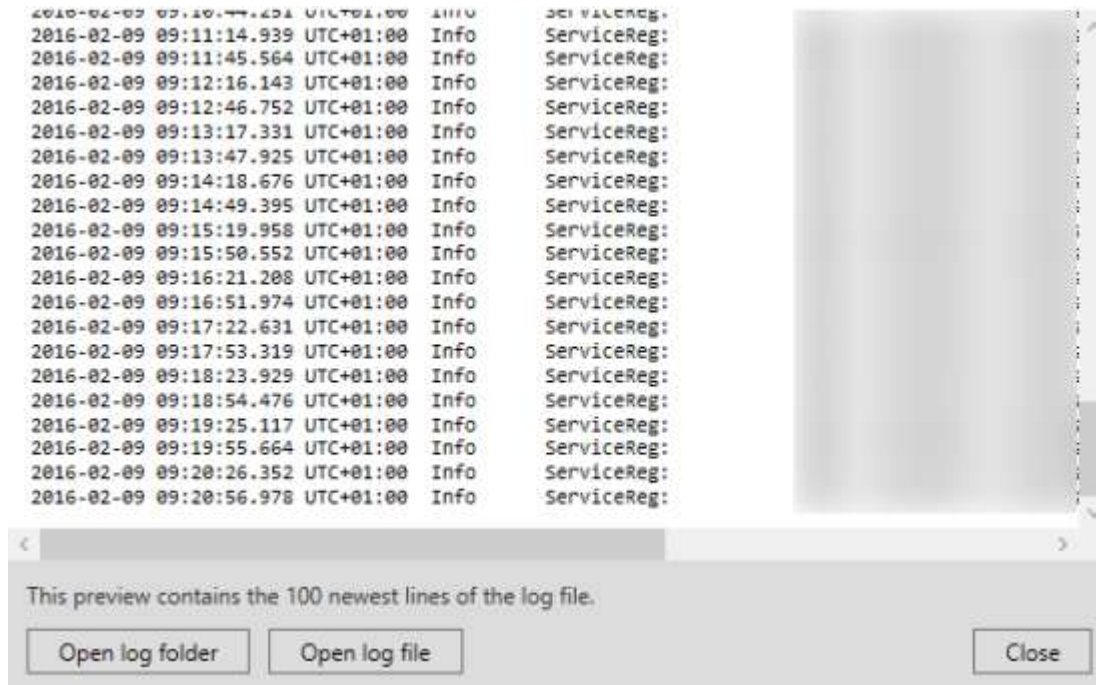 2016-02-09 09:10:44.251 UTC+01:00 Info ServiceReg:
2016-02-09 09:11:14.939 UTC+01:00 Info ServiceReg:
2016-02-09 09:11:45.564 UTC+01:00 Info ServiceReg:
2016-02-09 09:12:16.143 UTC+01:00 Info ServiceReg:
2016-02-09 09:12:46.752 UTC+01:00 Info ServiceReg:
2016-02-09 09:13:17.331 UTC+01:00 Info ServiceReg:
2016-02-09 09:13:47.925 UTC+01:00 Info ServiceReg:
2016-02-09 09:14:18.676 UTC+01:00 Info ServiceReg:
2016-02-09 09:14:49.395 UTC+01:00 Info ServiceReg:
2016-02-09 09:15:19.958 UTC+01:00 Info ServiceReg:
2016-02-09 09:15:50.552 UTC+01:00 Info ServiceReg:
2016-02-09 09:16:21.208 UTC+01:00 Info ServiceReg:
2016-02-09 09:16:51.974 UTC+01:00 Info ServiceReg:
2016-02-09 09:17:22.631 UTC+01:00 Info ServiceReg:
2016-02-09 09:17:53.319 UTC+01:00 Info ServiceReg:
2016-02-09 09:18:23.929 UTC+01:00 Info ServiceReg:
2016-02-09 09:18:54.476 UTC+01:00 Info ServiceReg:
2016-02-09 09:19:25.117 UTC+01:00 Info ServiceReg:
2016-02-09 09:19:55.664 UTC+01:00 Info ServiceReg:
2016-02-09 09:20:26.352 UTC+01:00 Info ServiceReg:
2016-02-09 09:20:56.978 UTC+01:00 Info ServiceReg:
This preview contains the 100 newest lines of the log file.
Open log folder Open log file Close